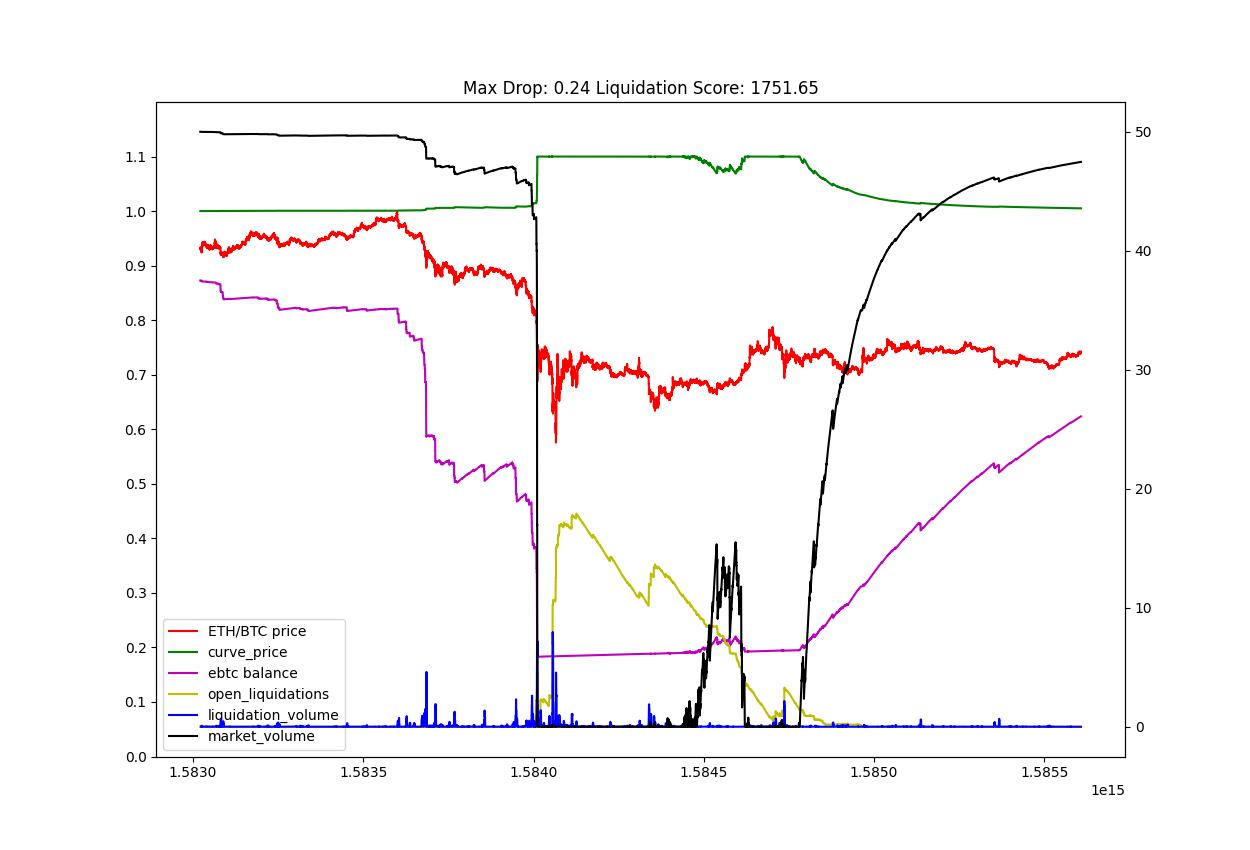 Max Drop: 0.24 Liquidation Score: 1751.65
1.1
1.0
0.9
0.8
0.7
0.6
0.5
0.4
0.3
0.2
0.1
0.0
50
40
30
20
10
0
ETH/BTC price
curve_price
ebtc balance
open_liquidations
liquidation_volume
market_volume
1.5830 1.5835 1.5840 1.5845 1.5850 1.5855
1e15